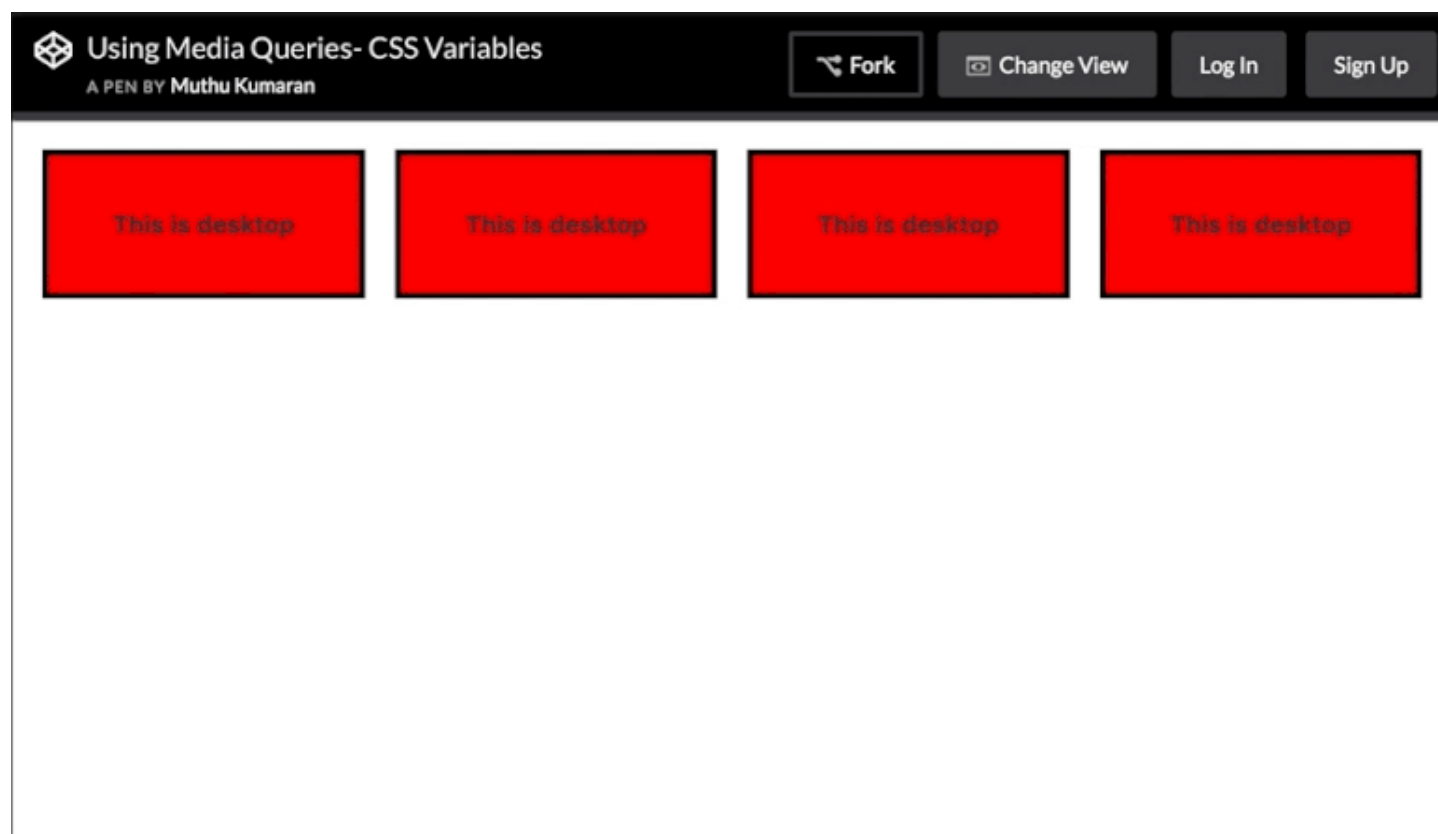 Using Media Queries- CSS Variables
A PEN BY Muthu Kumaran
Fork
Change View
Log In
Sign Up
This is desktop
This is desktop
This is desktop
This is desktop